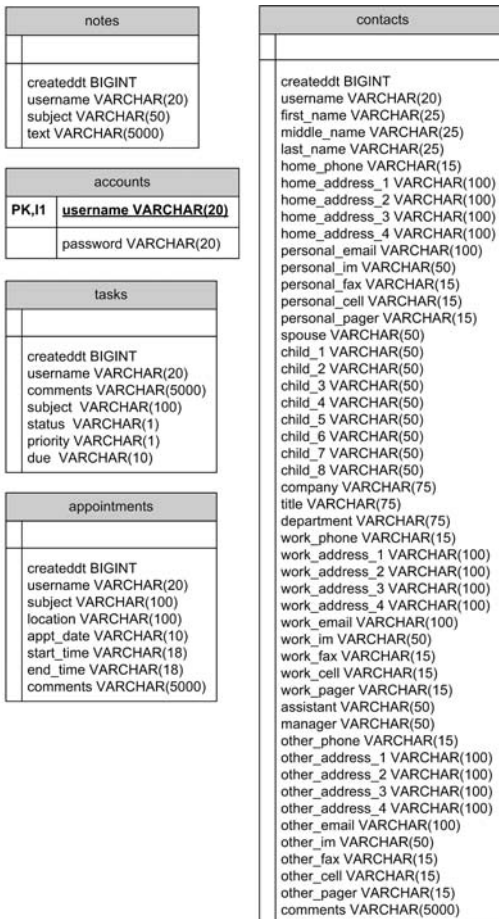 notes
createddt BIGINT
username VARCHAR(20)
subject VARCHAR(50)
text VARCHAR(5000)
accounts
PK,I1 username VARCHAR(20)
password VARCHAR(20)
tasks
createddt BIGINT
username VARCHAR(20)
comments VARCHAR(5000)
subject VARCHAR(100)
status VARCHAR(1)
priority VARCHAR(1)
due VARCHAR(10)
appointments
createddt BIGINT
username VARCHAR(20)
subject VARCHAR(100)
location VARCHAR(100)
appt_date VARCHAR(10)
start_time VARCHAR(18)
end_time VARCHAR(18)
comments VARCHAR(5000)
contacts
createddt BIGINT
username VARCHAR(20)
first_name VARCHAR(25)
middle_name VARCHAR(25)
last_name VARCHAR(25)
home_phone VARCHAR(15)
home_address_1 VARCHAR(100)
home_address_2 VARCHAR(100)
home_address_3 VARCHAR(100)
home_address_4 VARCHAR(100)
personal_email VARCHAR(100)
personal_im VARCHAR(50)
personal_fax VARCHAR(15)
personal_cell VARCHAR(15)
personal_pager VARCHAR(15)
spouse VARCHAR(50)
child_1 VARCHAR(50)
child_2 VARCHAR(50)
child_3 VARCHAR(50)
child_4 VARCHAR(50)
child_5 VARCHAR(50)
child_6 VARCHAR(50)
child_7 VARCHAR(50)
child_8 VARCHAR(50)
company VARCHAR(75)
title VARCHAR(75)
department VARCHAR(75)
work_phone VARCHAR(15)
work_address_1 VARCHAR(100)
work_address_2 VARCHAR(100)
work_address_3 VARCHAR(100)
work_address_4 VARCHAR(100)
work_email VARCHAR(100)
work_im VARCHAR(50)
work_fax VARCHAR(15)
work_cell VARCHAR(15)
work_pager VARCHAR(15)
assistant VARCHAR(50)
manager VARCHAR(50)
other_phone VARCHAR(15)
other_address_1 VARCHAR(100)
other_address_2 VARCHAR(100)
other_address_3 VARCHAR(100)
other_address_4 VARCHAR(100)
other_email VARCHAR(100)
other_im VARCHAR(50)
other_fax VARCHAR(15)
other_cell VARCHAR(15)
other_pager VARCHAR(15)
comments VARCHAR(5000)